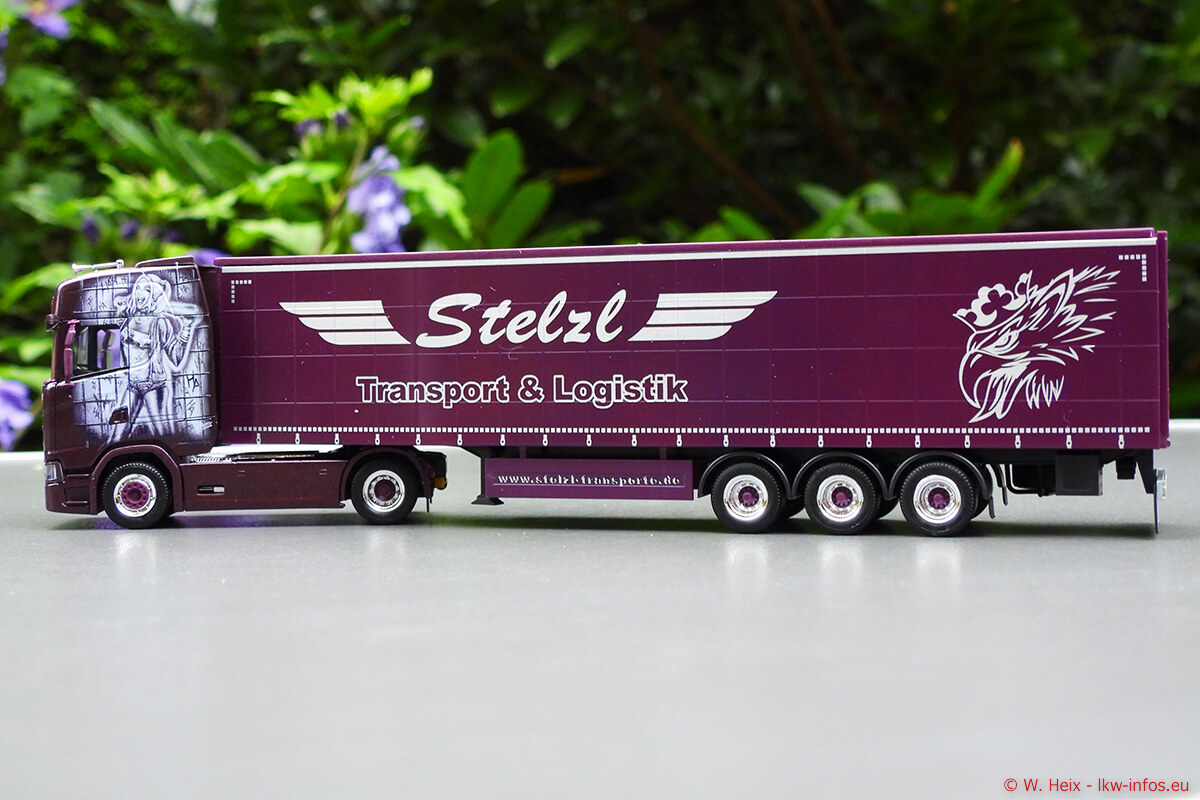 Stelzl
Transport & Logistik
www.stelzl-transporte.de
© W. Heix - lkw-infos.eu